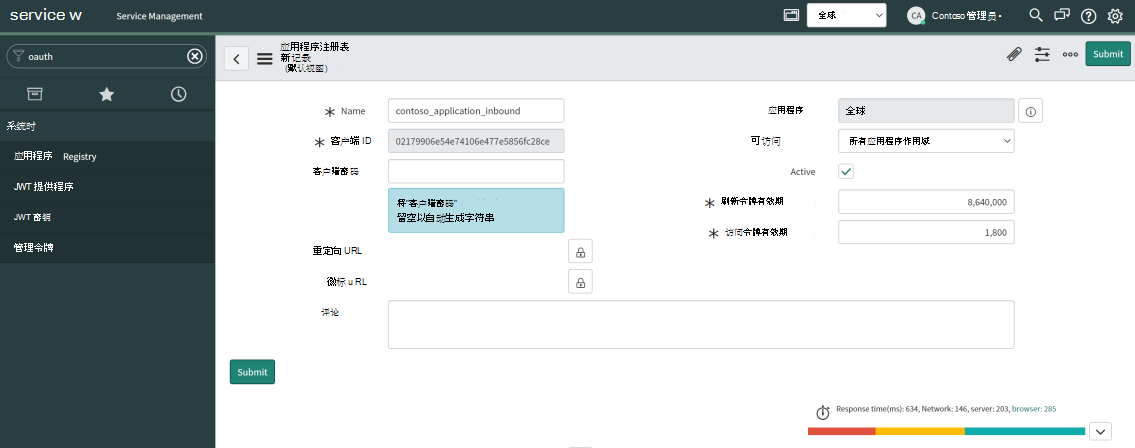 service w
Service Management
全球
CA
Contoso 管理员
oauth
应用程序注册表
新记录
(默认视图)
Submit
系统时
应用程序 Registry
JWT 提供程序
JWT 密钥
管理令牌
Name
contoso_application_inbound
应用程序
全球
客户端 ID
02179906e54e74106e477e5856fc28ce
可访问
所有应用程序作用域
客户端密码
Active
将"客户端密码"
留空以自动生成字符串
刷新令牌有效期
8,640,000
访问令牌有效期
1,800
重定向 URL
徽标 u RL
评论
Submit
Response time(ms): 634, Network: 146, server: 203, browser: 285